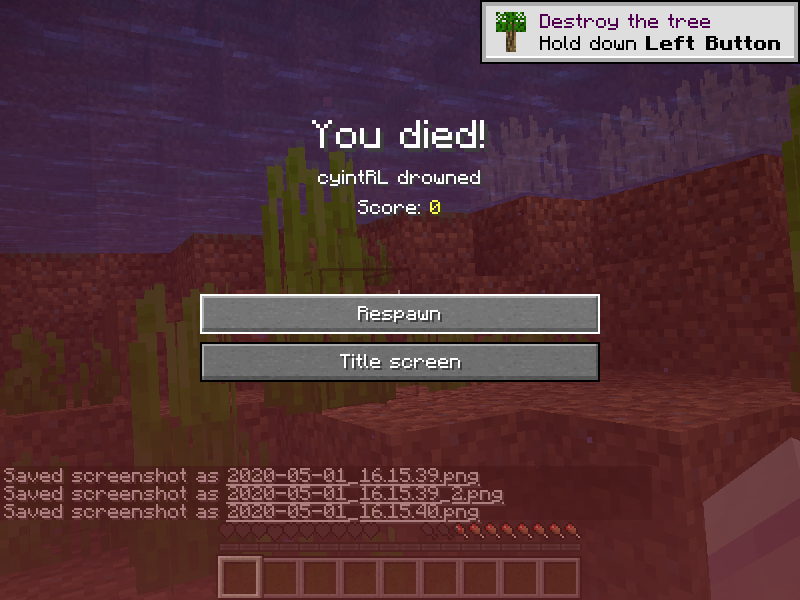 Destroy the tree
Hold down Left Button
You died!
cyintRL drowned
Score: 0
Respawn
Title screen
Saved screenshot as 2020-05-01_16.15.39.png
Saved screenshot as 2020-05-01_16.15.39_2.png
Saved screenshot as 2020-05-01_16.15.40.png